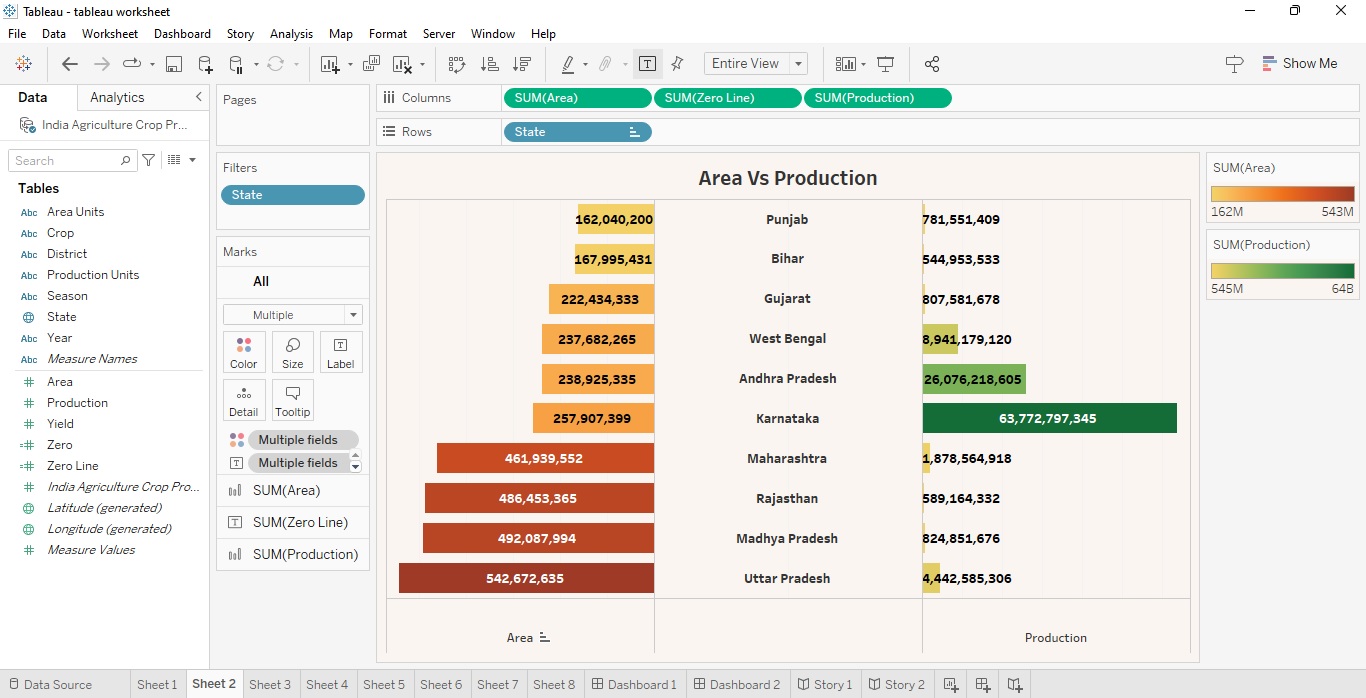 Tableau - tableau worksheet
File Data Worksheet Dashboard Story Analysis Map Format Server Window Help
Entire View
Show Me
Data Analytics
India Agriculture Crop Pr...
Search
Tables
Abc Area Units
Abc Crop
Abc District
Abc Production Units
Abc Season
State
Abc Year
Abc Measure Names
# Area
# Production
# Yield
=# Zero
=# Zero Line
# India Agriculture Crop Pro...
Latitude (generated)
Longitude (generated)
# Measure Values
Pages
Filters
State
Marks
All
Multiple
Color Size Label
Detail Tooltip
Multiple fields
Multiple fields
SUM(Area)
SUM(Zero Line)
SUM(Production)
Columns SUM(Area) SUM(Zero Line) SUM(Production)
Rows State
Area Vs Production
162,040,200 Punjab 781,551,409
167,995,431 Bihar 544,953,533
222,434,333 Gujarat 807,581,678
237,682,265 West Bengal 8,941,179,120
238,925,335 Andhra Pradesh 26,076,218,605
257,907,399 Karnataka 63,772,797,345
461,939,552 Maharashtra 1,878,564,918
486,453,365 Rajasthan 589,164,332
492,087,994 Madhya Pradesh 824,851,676
542,672,635 Uttar Pradesh 4,442,585,306
Area Production
SUM(Area)
162M 543M
SUM(Production)
545M 64B
Data Source Sheet 1 Sheet 2 Sheet 3 Sheet 4 Sheet 5 Sheet 6 Sheet 7 Sheet 8 Dashboard 1 Dashboard 2 Story 1 Story 2